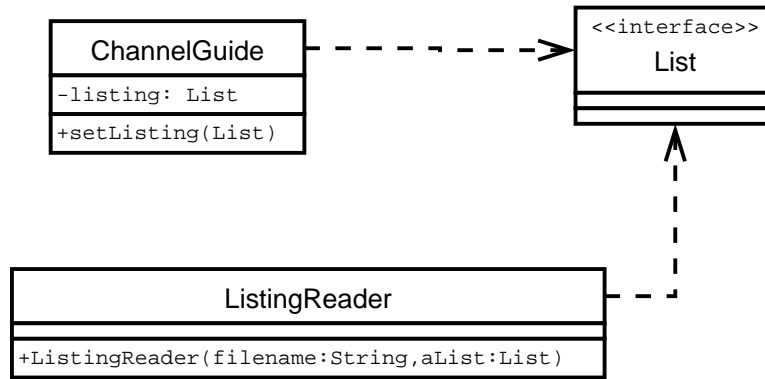 ChannelGuide
-listing: List
+setListing(List)
<<interface>>
List
ListingReader
+ListingReader(filename:String,aList:List)